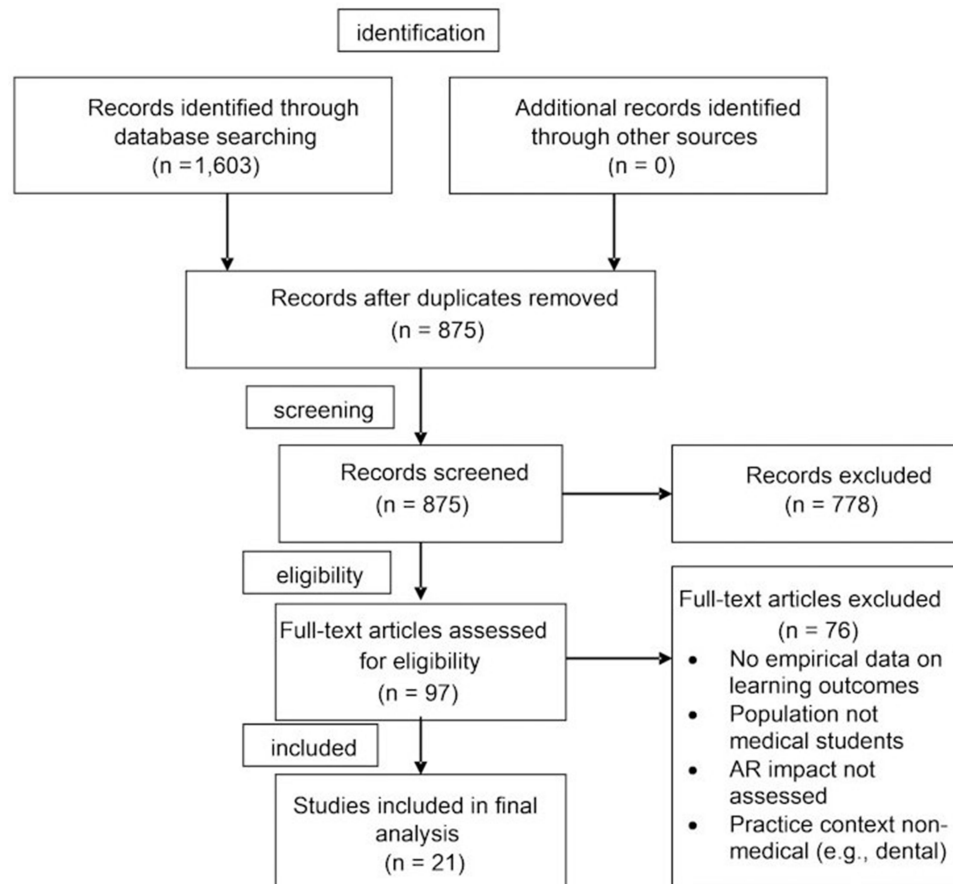 identification
Records identified through
database searching
(n =1,603)
Additional records identified
through other sources
(n = 0)
Records after duplicates removed
(n = 875)
screening
Records screened
(n = 875)
Records excluded
(n = 778)
eligibility
Full-text articles assessed
for eligibility
(n = 97)
Full-text articles excluded
(n = 76)
• No empirical data on
learning outcomes
• Population not
medical students
• AR impact not
assessed
• Practice context non-
medical (e.g., dental)
included
Studies included in final
analysis
(n = 21)